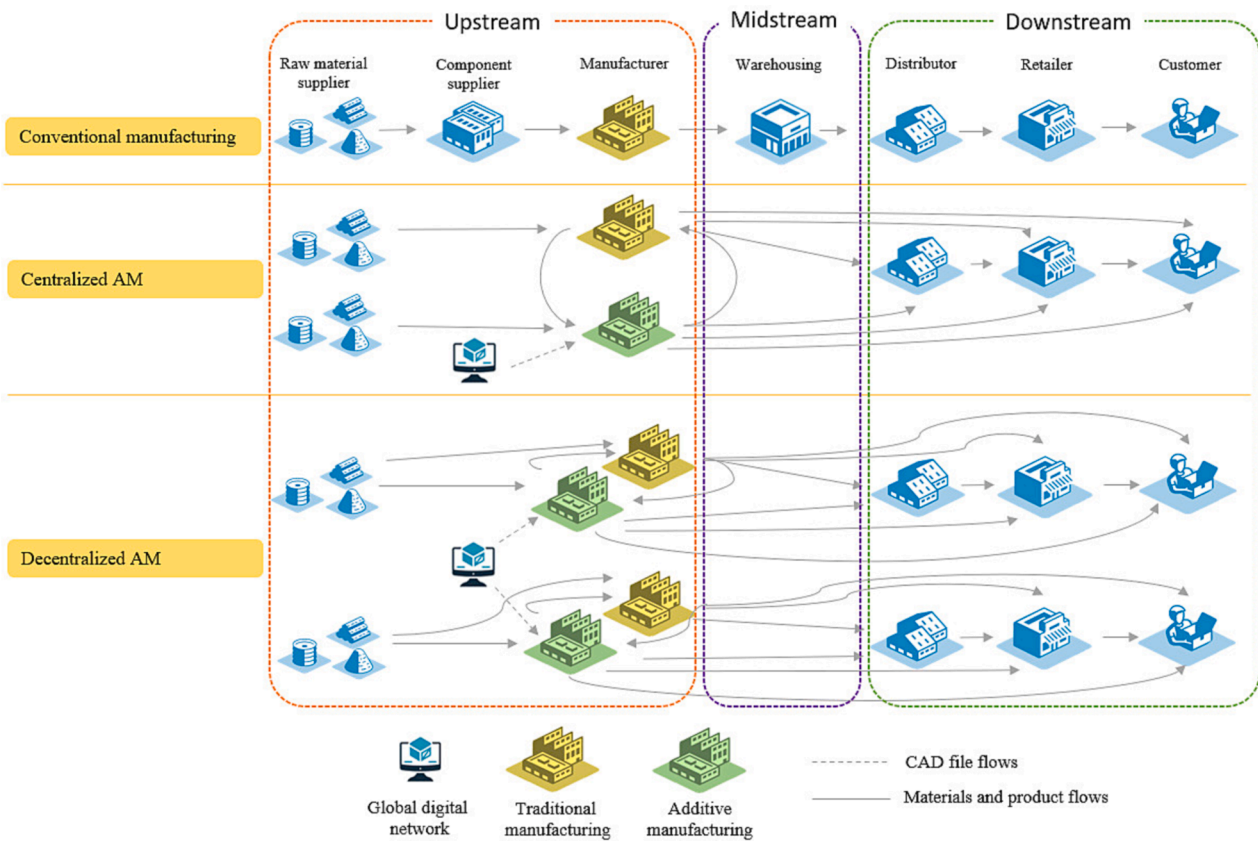 Upstream
Midstream
Downstream
Raw material
supplier
Component
supplier
Manufacturer
Warehousing
Distributor
Retailer
Customer
Conventional manufacturing
Centralized AM
Decentralized AM
Global digital
network
Traditional
manufacturing
Additive
manufacturing
CAD file flows
Materials and product flows